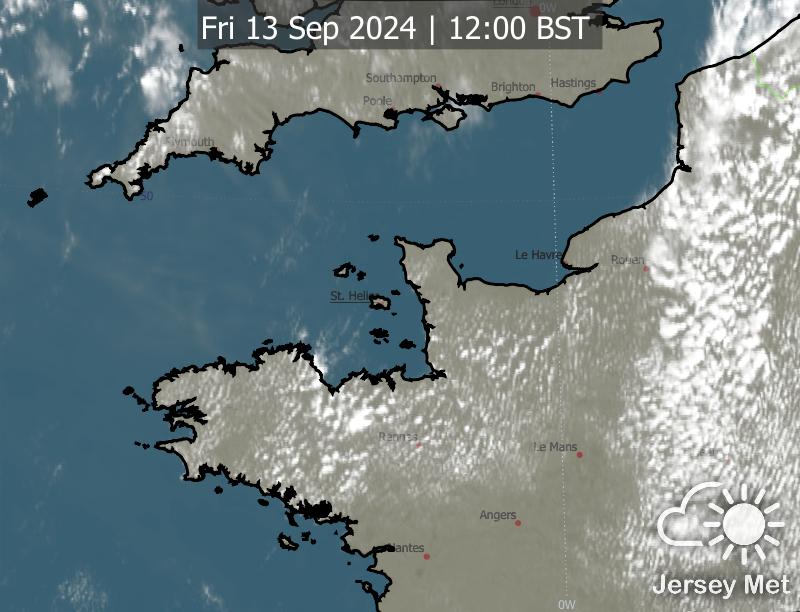 London
0W
Fri 13 Sep 2024 | 12:00 BST
Southampton
Brighton
Hastings
Poole
Plymouth
50
Le Havre
Rouen
St. Helier
Rennes
Le Mans
Angers
Nantes
Jersey Met
0W